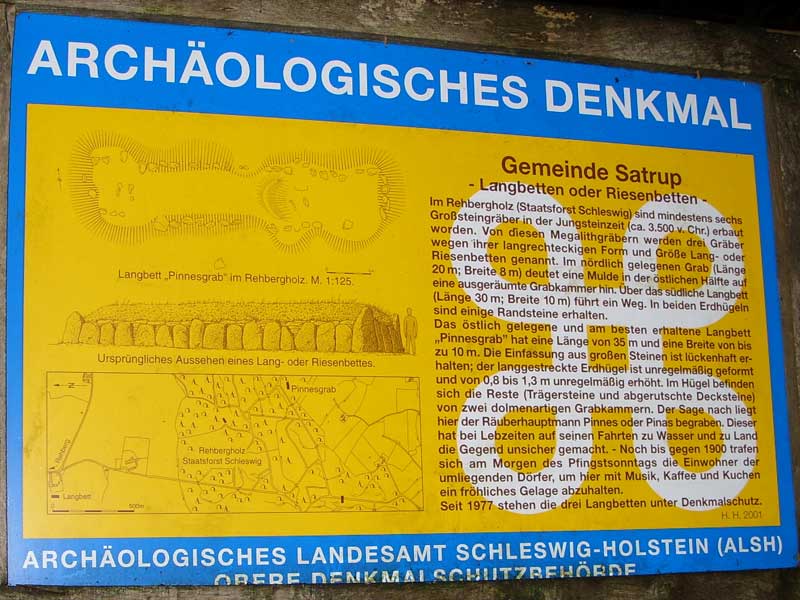 ARCHÄOLOGISCHES DENKMAL
Langbett „Pinnesgrab" im Rehbergholz. M. 1:125.
Ursprüngliches Aussehen eines Lang- oder Riesenbettes.
Pinnesgrab
Rehbergholz
Staatsforst Schleswig
Rehberg
Langbett
0 500m
Gemeinde Satrup
- Langbetten oder Riesenbetten -
Im Rehbergholz (Staatsforst Schleswig) sind mindestens sechs
Großsteingräber in der Jungsteinzeit (ca. 3.500 v. Chr.) erbaut
worden. Von diesen Megalithgräbern werden drei Gräber
wegen ihrer langrechteckigen Form und Größe Lang- oder
Riesenbetten genannt. Im nördlich gelegenen Grab (Länge
20 m; Breite 8 m) deutet eine Mulde in der östlichen Hälfte auf
eine ausgeräumte Grabkammer hin. Über das südliche Langbett
(Länge 30 m; Breite 10 m) führt ein Weg. In beiden Erdhügeln
sind einige Randsteine erhalten.
Das östlich gelegene und am besten erhaltene Langbett
„Pinnesgrab" hat eine Länge von 35 m und eine Breite von bis
zu 10 m. Die Einfassung aus großen Steinen ist lückenhaft er-
halten; der langgestreckte Erdhügel ist unregelmäßig geformt
und von 0,8 bis 1,3 m unregelmäßig erhöht. Im Hügel befinden
sich die Reste (Trägersteine und abgerutschte Decksteine)
von zwei dolmenartigen Grabkammern. Der Sage nach liegt
hier der Räuberhauptmann Pinnes oder Pinas begraben. Dieser
hat bei Lebzeiten auf seinen Fahrten zu Wasser und zu Land
die Gegend unsicher gemacht. - Noch bis gegen 1900 trafen
sich am Morgen des Pfingstsonntags die Einwohner der
umliegenden Dörfer, um hier mit Musik, Kaffee und Kuchen
ein fröhliches Gelage abzuhalten.
Seit 1977 stehen die drei Langbetten unter Denkmalschutz.
H. H. 2001
ARCHÄOLOGISCHES LANDESAMT SCHLESWIG-HOLSTEIN (ALSH)
OBERE DENKMALSCHUTZBEHÖRDE